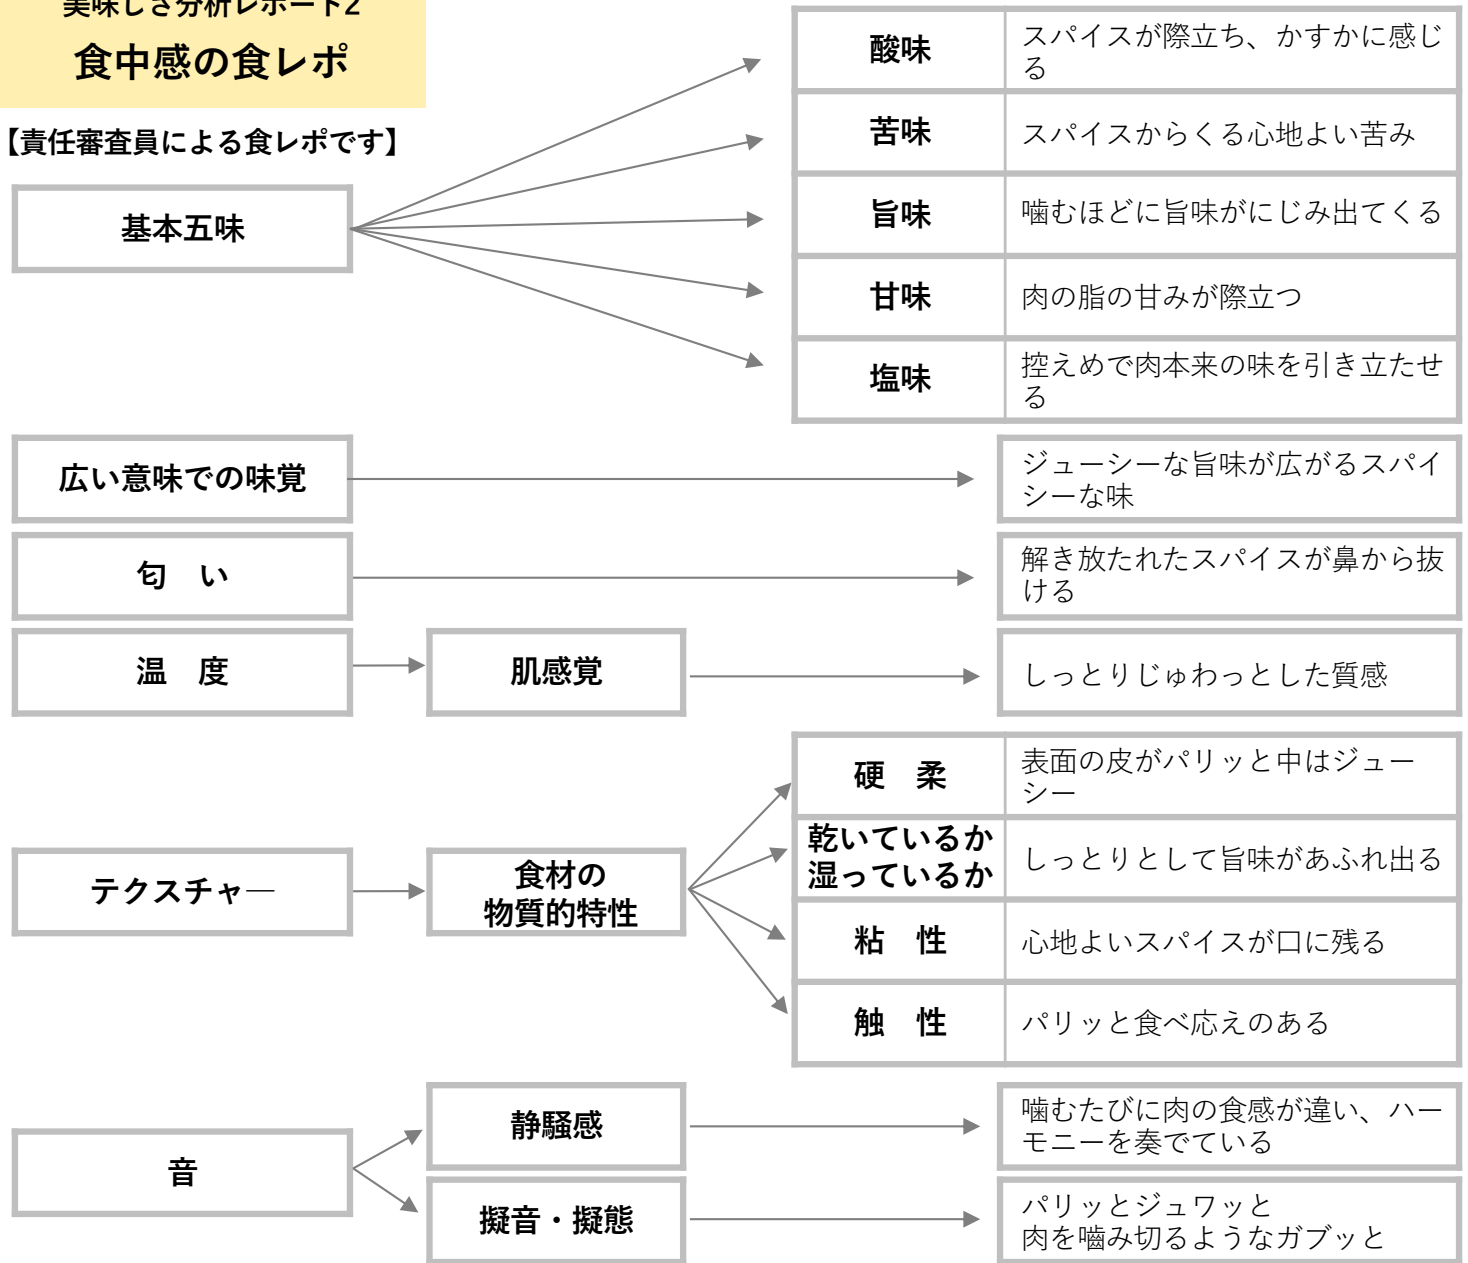 美味しさ分析レポート2
食中感の食レポ
【責任審査員による食レポです】
基本五味
酸味
スパイスが際立ち、かすかに感じ
る
苦味
スパイスからくる心地よい苦み
旨味
噛むほどに旨味がにじみ出てくる
甘味
肉の脂の甘みが際立つ
塩味
控えめで肉本来の味を引き立たせ
る
広い意味での味覚
ジューシーな旨味が広がるスパイ
シーな味
匂　い
解き放たれたスパイスが鼻から抜
ける
温　度
肌感覚
しっとりじゅわっとした質感
テクスチャ―
食材の
物質的特性
硬　柔
表面の皮がパリッと中はジュー
シー
乾いているか
湿っているか
しっとりとして旨味があふれ出る
粘　性
心地よいスパイスが口に残る
触　性
パリッと食べ応えのある
音
静騒感
噛むたびに肉の食感が違い、ハー
モニーを奏でている
擬音・擬態
パリッとジュワッと
肉を嚙み切るようなガブッと